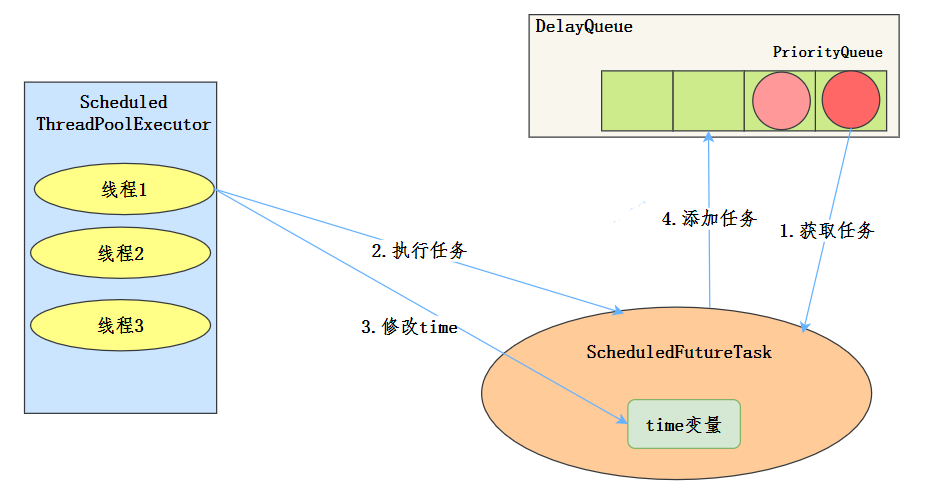 DelayQueue
PriorityQueue
Scheduled
ThreadPoolExecutor
线程1
线程2
线程3
4.添加任务
1.获取任务
2.执行任务
3.修改time
ScheduledFutureTask
time变量